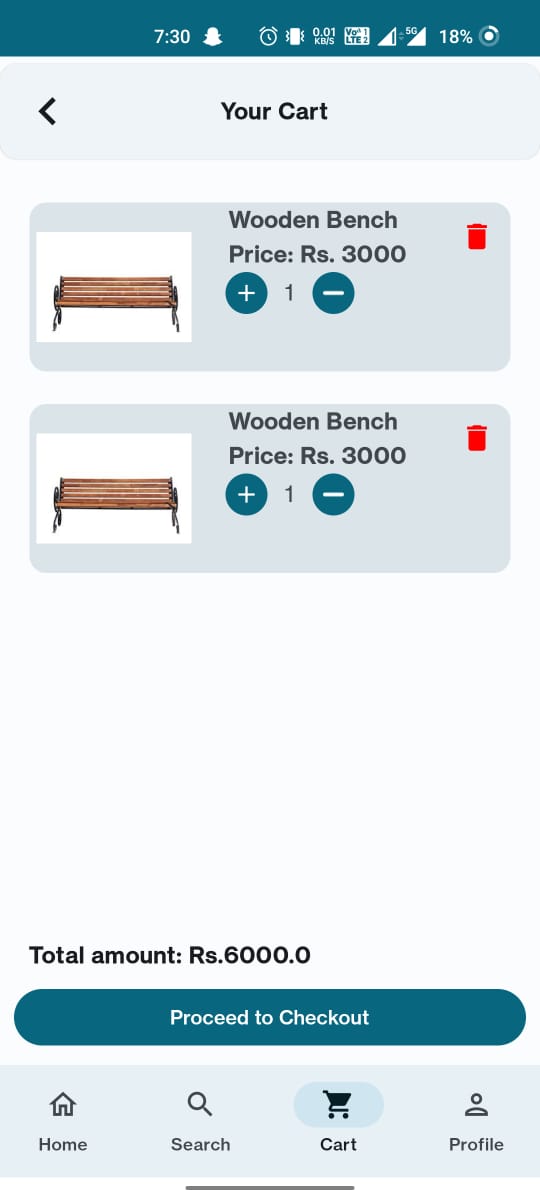 7:30 0.01 KB/S Vo 1 LTE 2 5G 18%
Your Cart
Wooden Bench
Price: Rs. 3000
1
Wooden Bench
Price: Rs. 3000
1
Total amount: Rs.6000.0
Proceed to Checkout
Home Search Cart Profile